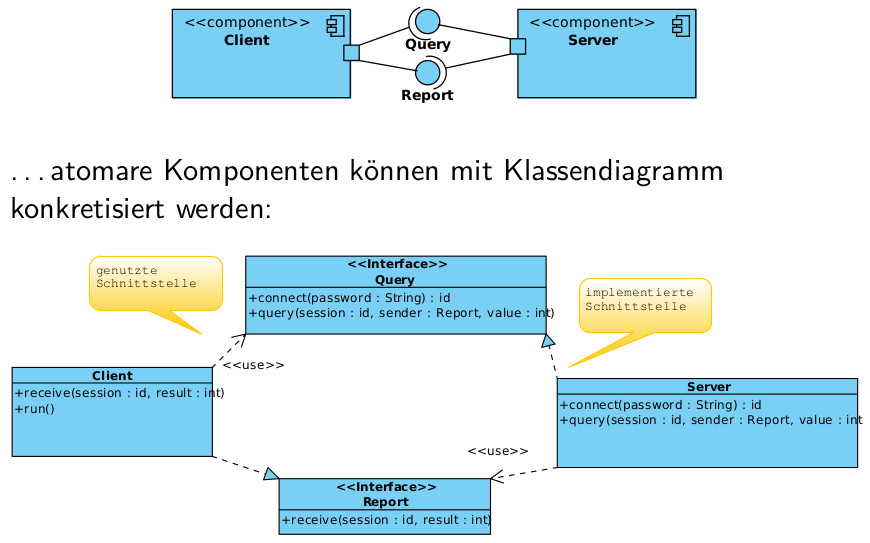 <<component>>
Client
Query
Report
<<component>>
Server
... atomare Komponenten können mit Klassendiagramm
konkretisiert werden:
genutzte
Schnittstelle
<<Interface>>
Query
+connect(password : String) : id
+query(session : id, sender : Report, value : int)
implementierte
Schnittstelle
<<use>>
Client
+receive(session : id, result : int)
+run()
Server
+connect(password : String) : id
+query(session : id, sender : Report, value : int
<<use>>
<<Interface>>
Report
+receive(session : id, result : int)